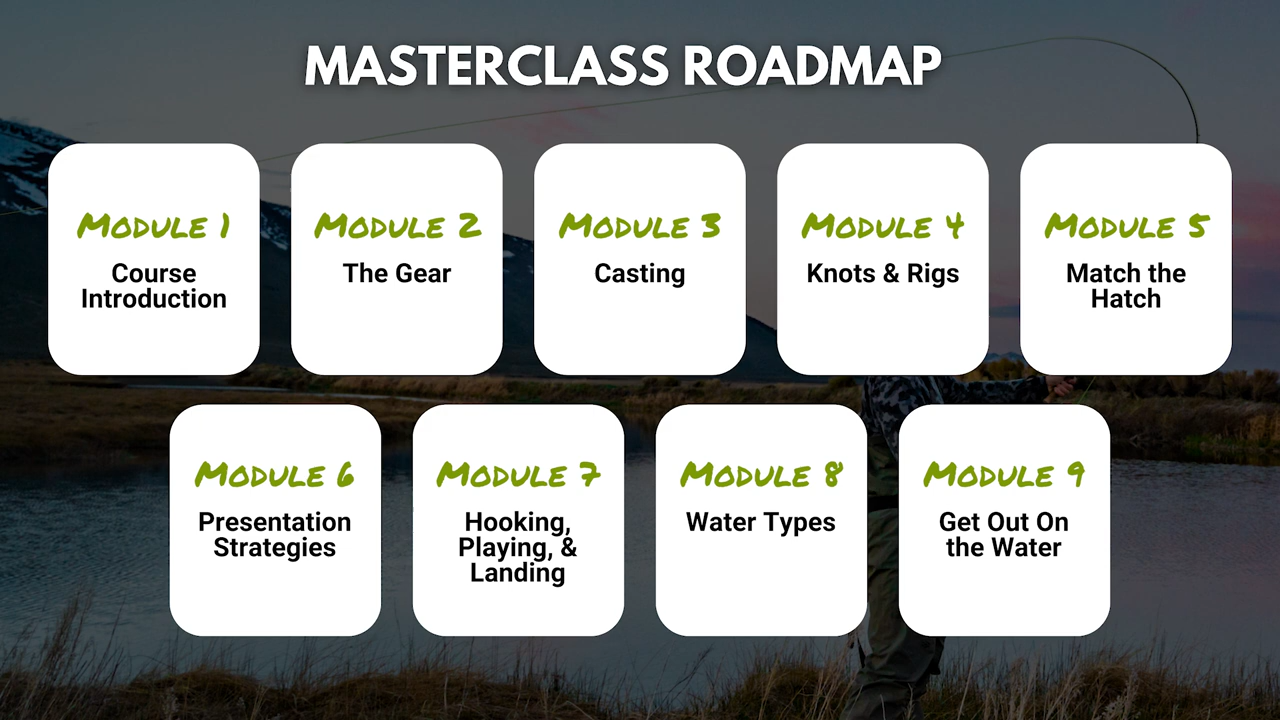 MASTERCLASS ROADMAP
MODULE 1
Course
Introduction
MODULE 2
The Gear
MODULE 3
Casting
MODULE 4
Knots & Rigs
MODULE 5
Match the
Hatch
MODULE 6
Presentation
Strategies
MODULE 7
Hooking,
Playing, &
Landing
MODULE 8
Water Types
MODULE 9
Get Out On
the Water